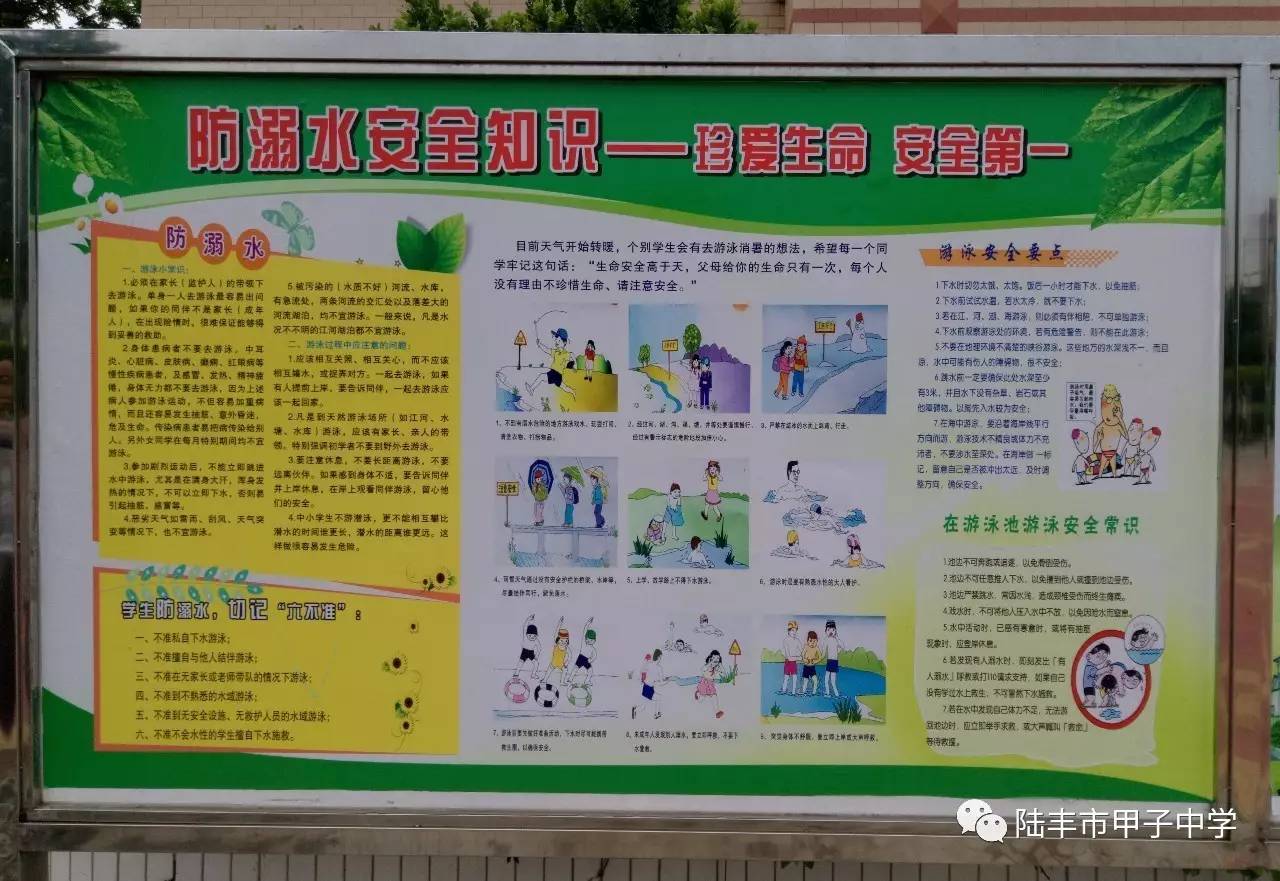 防溺水安全知识——珍爱生命 安全第一
防溺水
一、游泳小常识:
1.必须在家长(监护人)的带领下
去游泳。单身一人去游泳最容易出问
题,如果你的同伴不是家长(成年
人),在出现险情时,很难保证能够得
到妥善的救助。
2.身体患病者不要去游泳。中耳
炎、心脏病、皮肤病、癫痫、红眼病等
慢性疾病患者,及感冒、发热、精神疲
倦、身体无力都不要去游泳,因为上述
病人参加游泳运动,不但容易加重病
情,而且还容易发生抽筋、意外昏迷,
危及生命。传染病患者易把病传染给别
人。另外女同学在每月特别期间均不宜
游泳。
3.参加剧烈运动后,不能立即跳进
水中游泳,尤其是在满身大汗,浑身发
热的情况下,不可以立即下水,否则易
引起抽筋、感冒等。
4.恶劣天气如雷雨、刮风、天气突
变等情况下,也不宜游泳。
5.被污染的(水质不好)河流、水库,
有急流处,两条河流的交汇处以及落差大的
河流湖泊,均不宜游泳。一般来说,凡是水
况不不明的江河湖泊都不宜游泳。
二、游泳过程中应注意的问题:
1.应该相互关照、相互关心,而不应该
相互嬉水,或捉弄对方。一起去游泳,如果
有人提前上岸,要告诉同伴,一起去游泳应
该一起回家。
2.凡是到天然游泳场所(如江河、水
塘、水库)游泳,应该有家长、亲人的带
领。特别强调初学者不要到野外去游泳。
3.要注意休息,不要长距离游泳,不要
远离伙伴。如果感到身体不适,要告诉同伴
并上岸休息,在岸上观看同伴游泳,留心他
们的安全。
4.中小学生不游潜泳,更不能相互攀比
潜水的时间谁更长,潜水的距离谁更远。这
样做很容易发生危险。
学生防溺水,切记“六不准”:
一、不准私自下水游泳;
二、不准擅自与他人结伴游泳;
三、不准在无家长或老师带队的情况下游泳;
四、不准到不熟悉的水域游泳;
五、不准到无安全设施、无救护人员的水域游泳;
六、不准不会水性的学生擅自下水施救。
目前天气开始转暖,个别学生会有去游泳消暑的想法,希望每一个同
学牢记这句话:“生命安全高于天,父母给你的生命只有一次,每个人
没有理由不珍惜生命、请注意安全。”
5、上学、放学路上不得下水游泳。
6、游泳时周要有熟悉水性的大人看护。
游泳安全要点
1下水时切勿太饿、太饱。饭后一小时才能下水,以免抽筋;
2下水前试试水温,若水太冷,就不要下水;
3若在江、河、湖、海游泳,则必须有伴相陪,不可单独游泳;
4下水前观察游泳处的环境,若有危险警告,则不能在此游泳;
5.不要在地理环境不清楚的峡谷游泳。这些地方的水深浅不一,而且
凉,水中可能有伤人的障碍物,很不安全;
6.跳水前一定要确保此处水深至少
有3米,并且水下没有杂草、岩石或其
他障碍物。以脚先入水较为安全;
7.在海中游泳,要沿着海岸线平行
方向而游,游泳技术不精良或体力不充
沛者,不要涉水至深处。在海岸做一标
记,留意自己是否被冲出太远,及时调
整方向,确保安全。
在游泳池游泳安全常识
1.池边不可奔跑或追逐,以免滑倒受伤。
2.池边不可任意推人下水,以免撞到他人或撞到池边受伤。
3.池边严禁跳水,常因水浅,造成颈椎受伤而终生瘫痪。
4.戏水时,不可将他人压入水中不放,以免因呛水而窒息。
5.水中活动时,已感有寒意时,或将有抽筋
现象时,应登岸休息。
6.若发现有人溺水时,即刻发出「有
人溺水」呼救或打110请求支持,如果自己
没有学过水上救生,不可冒然下水施救。
7.若在水中发现自己体力不足,无法游
回池边时,应立即举手求救,或大声喊叫「救命」
等待救援。
陆丰市甲子中学